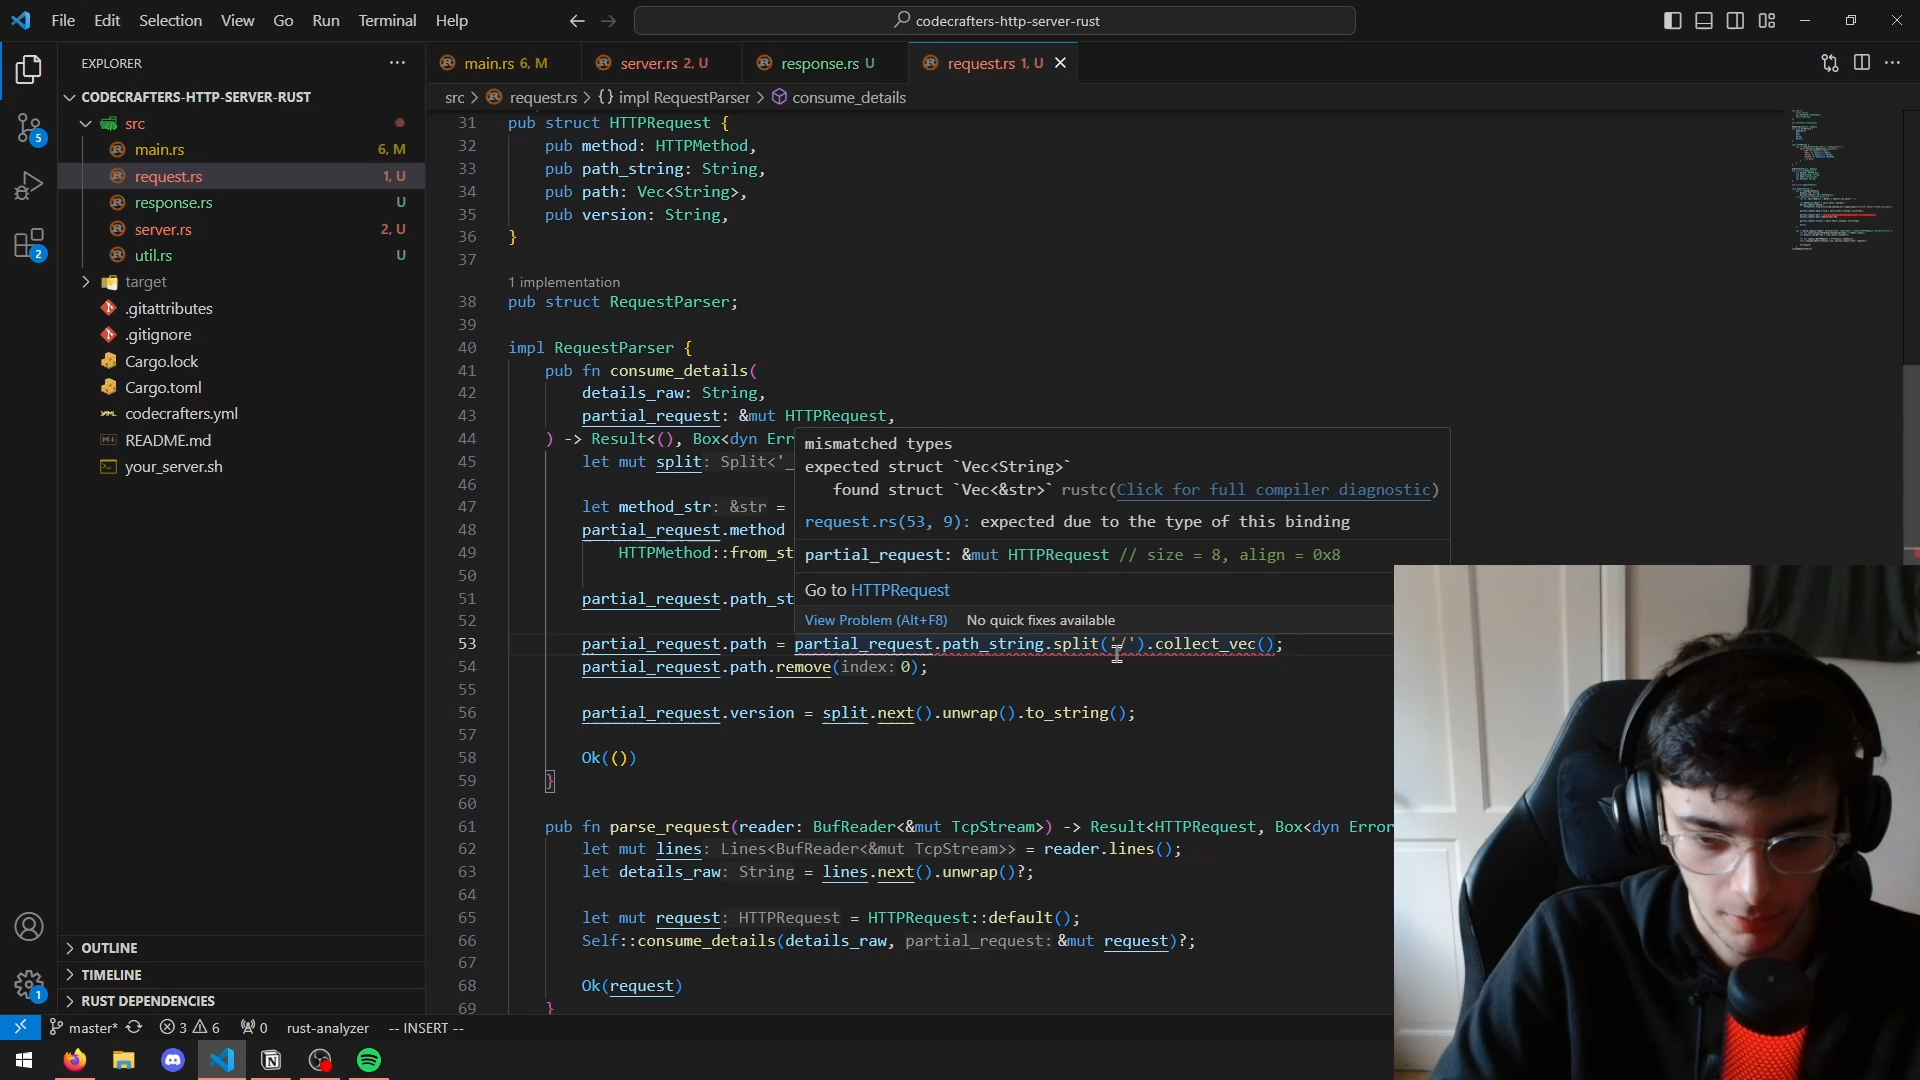 File Edit Selection View Go Run Terminal Help
codecrafters-http-server-rust
EXPLORER
CODECRAFTERS-HTTP-SERVER-RUST
src
main.rs 6, M
request.rs 1, U
response.rs U
server.rs 2, U
util.rs U
target
.gitattributes
.gitignore
Cargo.lock
Cargo.toml
codecrafters.yml
README.md
your_server.sh
OUTLINE
TIMELINE
RUST DEPENDENCIES
5
2
1
main.rs 6, M
server.rs 2, U
response.rs U
request.rs 1, U
src > request.rs > {} impl RequestParser > consume_details
31 pub struct HTTPRequest {
32 pub method: HTTPMethod,
33 pub path_string: String,
34 pub path: Vec<String>,
35 pub version: String,
36 }
37
1 implementation
38 pub struct RequestParser;
39
40 impl RequestParser {
41 pub fn consume_details(
42 details_raw: String,
43 partial_request: &mut HTTPRequest,
44 ) -> Result<(), Box<dyn Err
45 let mut split: Split<'_
46
47 let method_str: &str =
48 partial_request.method
49 HTTPMethod::from_st
50
51 partial_request.path_st
52
53 partial_request.path = partial_request.path_string.split('/').collect_vec();
54 partial_request.path.remove(index: 0);
55
56 partial_request.version = split.next().unwrap().to_string();
57
58 Ok(())
59 }
60
61 pub fn parse_request(reader: BufReader<&mut TcpStream>) -> Result<HTTPRequest, Box<dyn Error
62 let mut lines: Lines<BufReader<&mut TcpStream>> = reader.lines();
63 let details_raw: String = lines.next().unwrap()?;
64
65 let mut request: HTTPRequest = HTTPRequest::default();
66 Self::consume_details(details_raw, partial_request: &mut request)?;
67
68 Ok(request)
69 }
mismatched types
expected struct `Vec<String>`
found struct `Vec<&str>` rustc(Click for full compiler diagnostic)
request.rs(53, 9): expected due to the type of this binding
partial_request: &mut HTTPRequest // size = 8, align = 0x8
Go to HTTPRequest
View Problem (Alt+F8) No quick fixes available
master* 3 6 0 rust-analyzer -- INSERT --